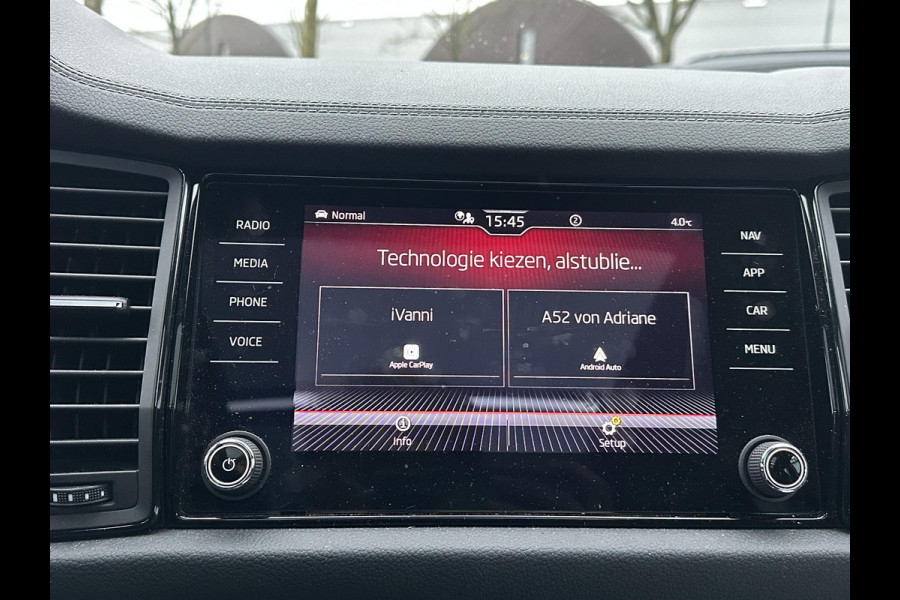 Normal
15:45
2
4.0°C
RADIO
MEDIA
PHONE
VOICE
Technologie kiezen, alstublie...
iVanni
Apple CarPlay
A52 von Adriane
Android Auto
Info
Setup
NAV
APP
CAR
MENU